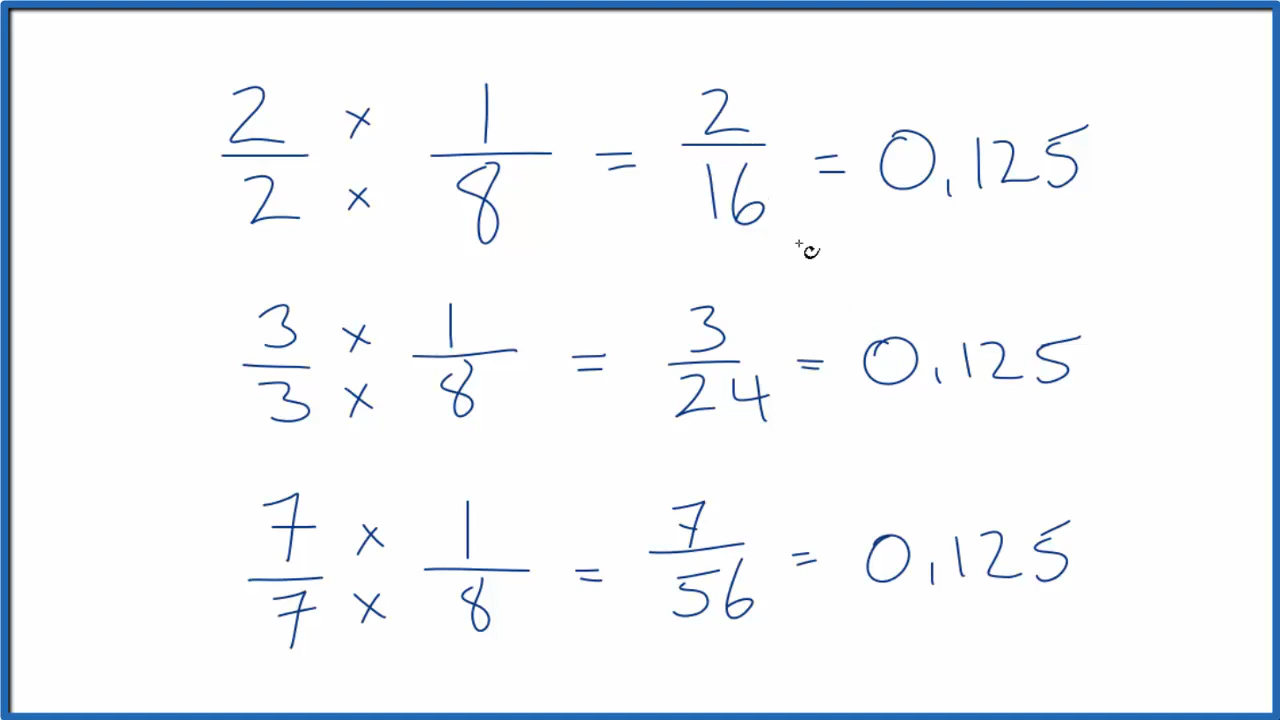 2/2 × 1/8 = 2/16 = 0,125
3/3 × 1/8 = 3/24 = 0,125
7/7 × 1/8 = 7/56 = 0,125